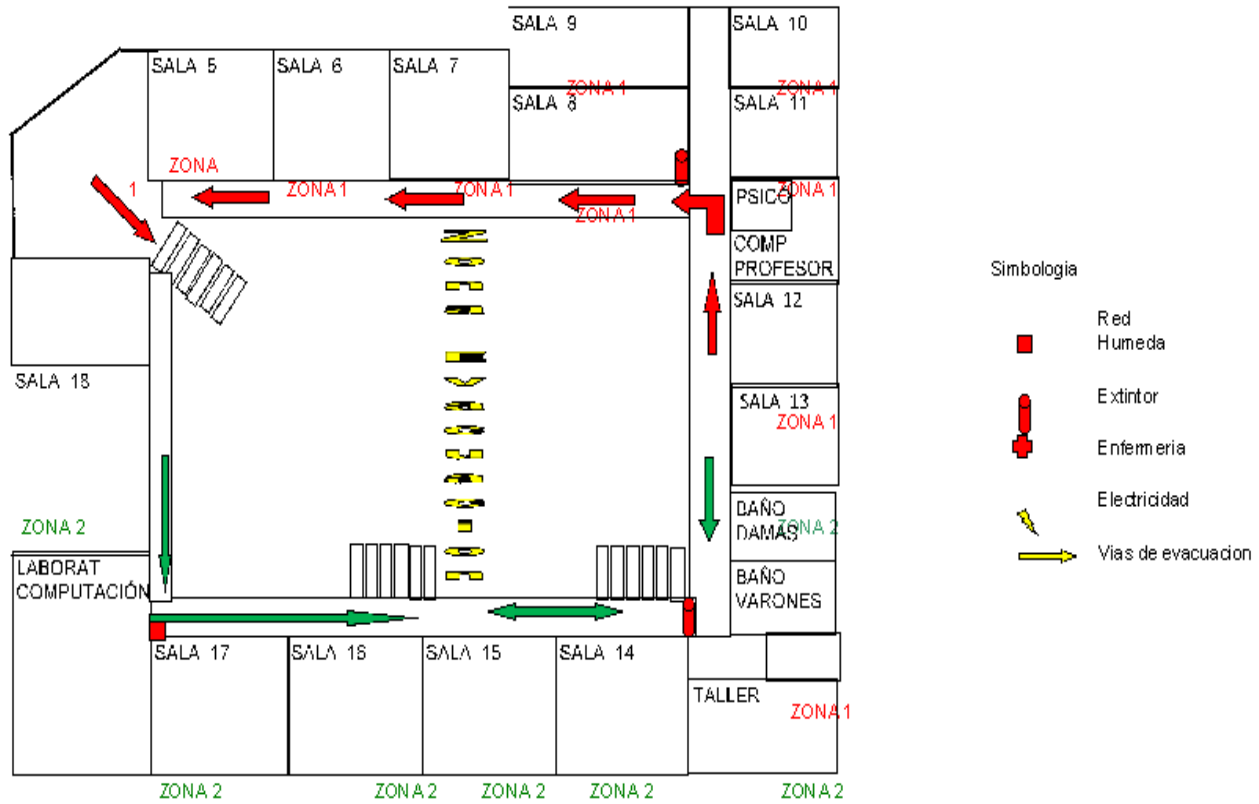 SALA 9
SALA 10
SALA 5
SALA 6
SALA 7
ZONA 1
ZONA 1
SALA 8
SALA 11
ZONA
1
ZONA 1
ZONA 1
ZONA 1
ZONA 1
PSICO
COMP
PROFESOR
SALA 12
SALA 18
SALA 13
ZONA 1
ZONA 2
BAÑO
DAMAS
ZONA 2
LABORAT
COMPUTACIÓN
BAÑO
VARONES
SALA 17
SALA 16
SALA 15
SALA 14
TALLER
ZONA 1
ZONA 2
ZONA 2
ZONA 2
ZONA 2
ZONA 2
Simbologia
Red
Humeda
Extintor
Enfermeria
Electricidad
Vias de evacuacion